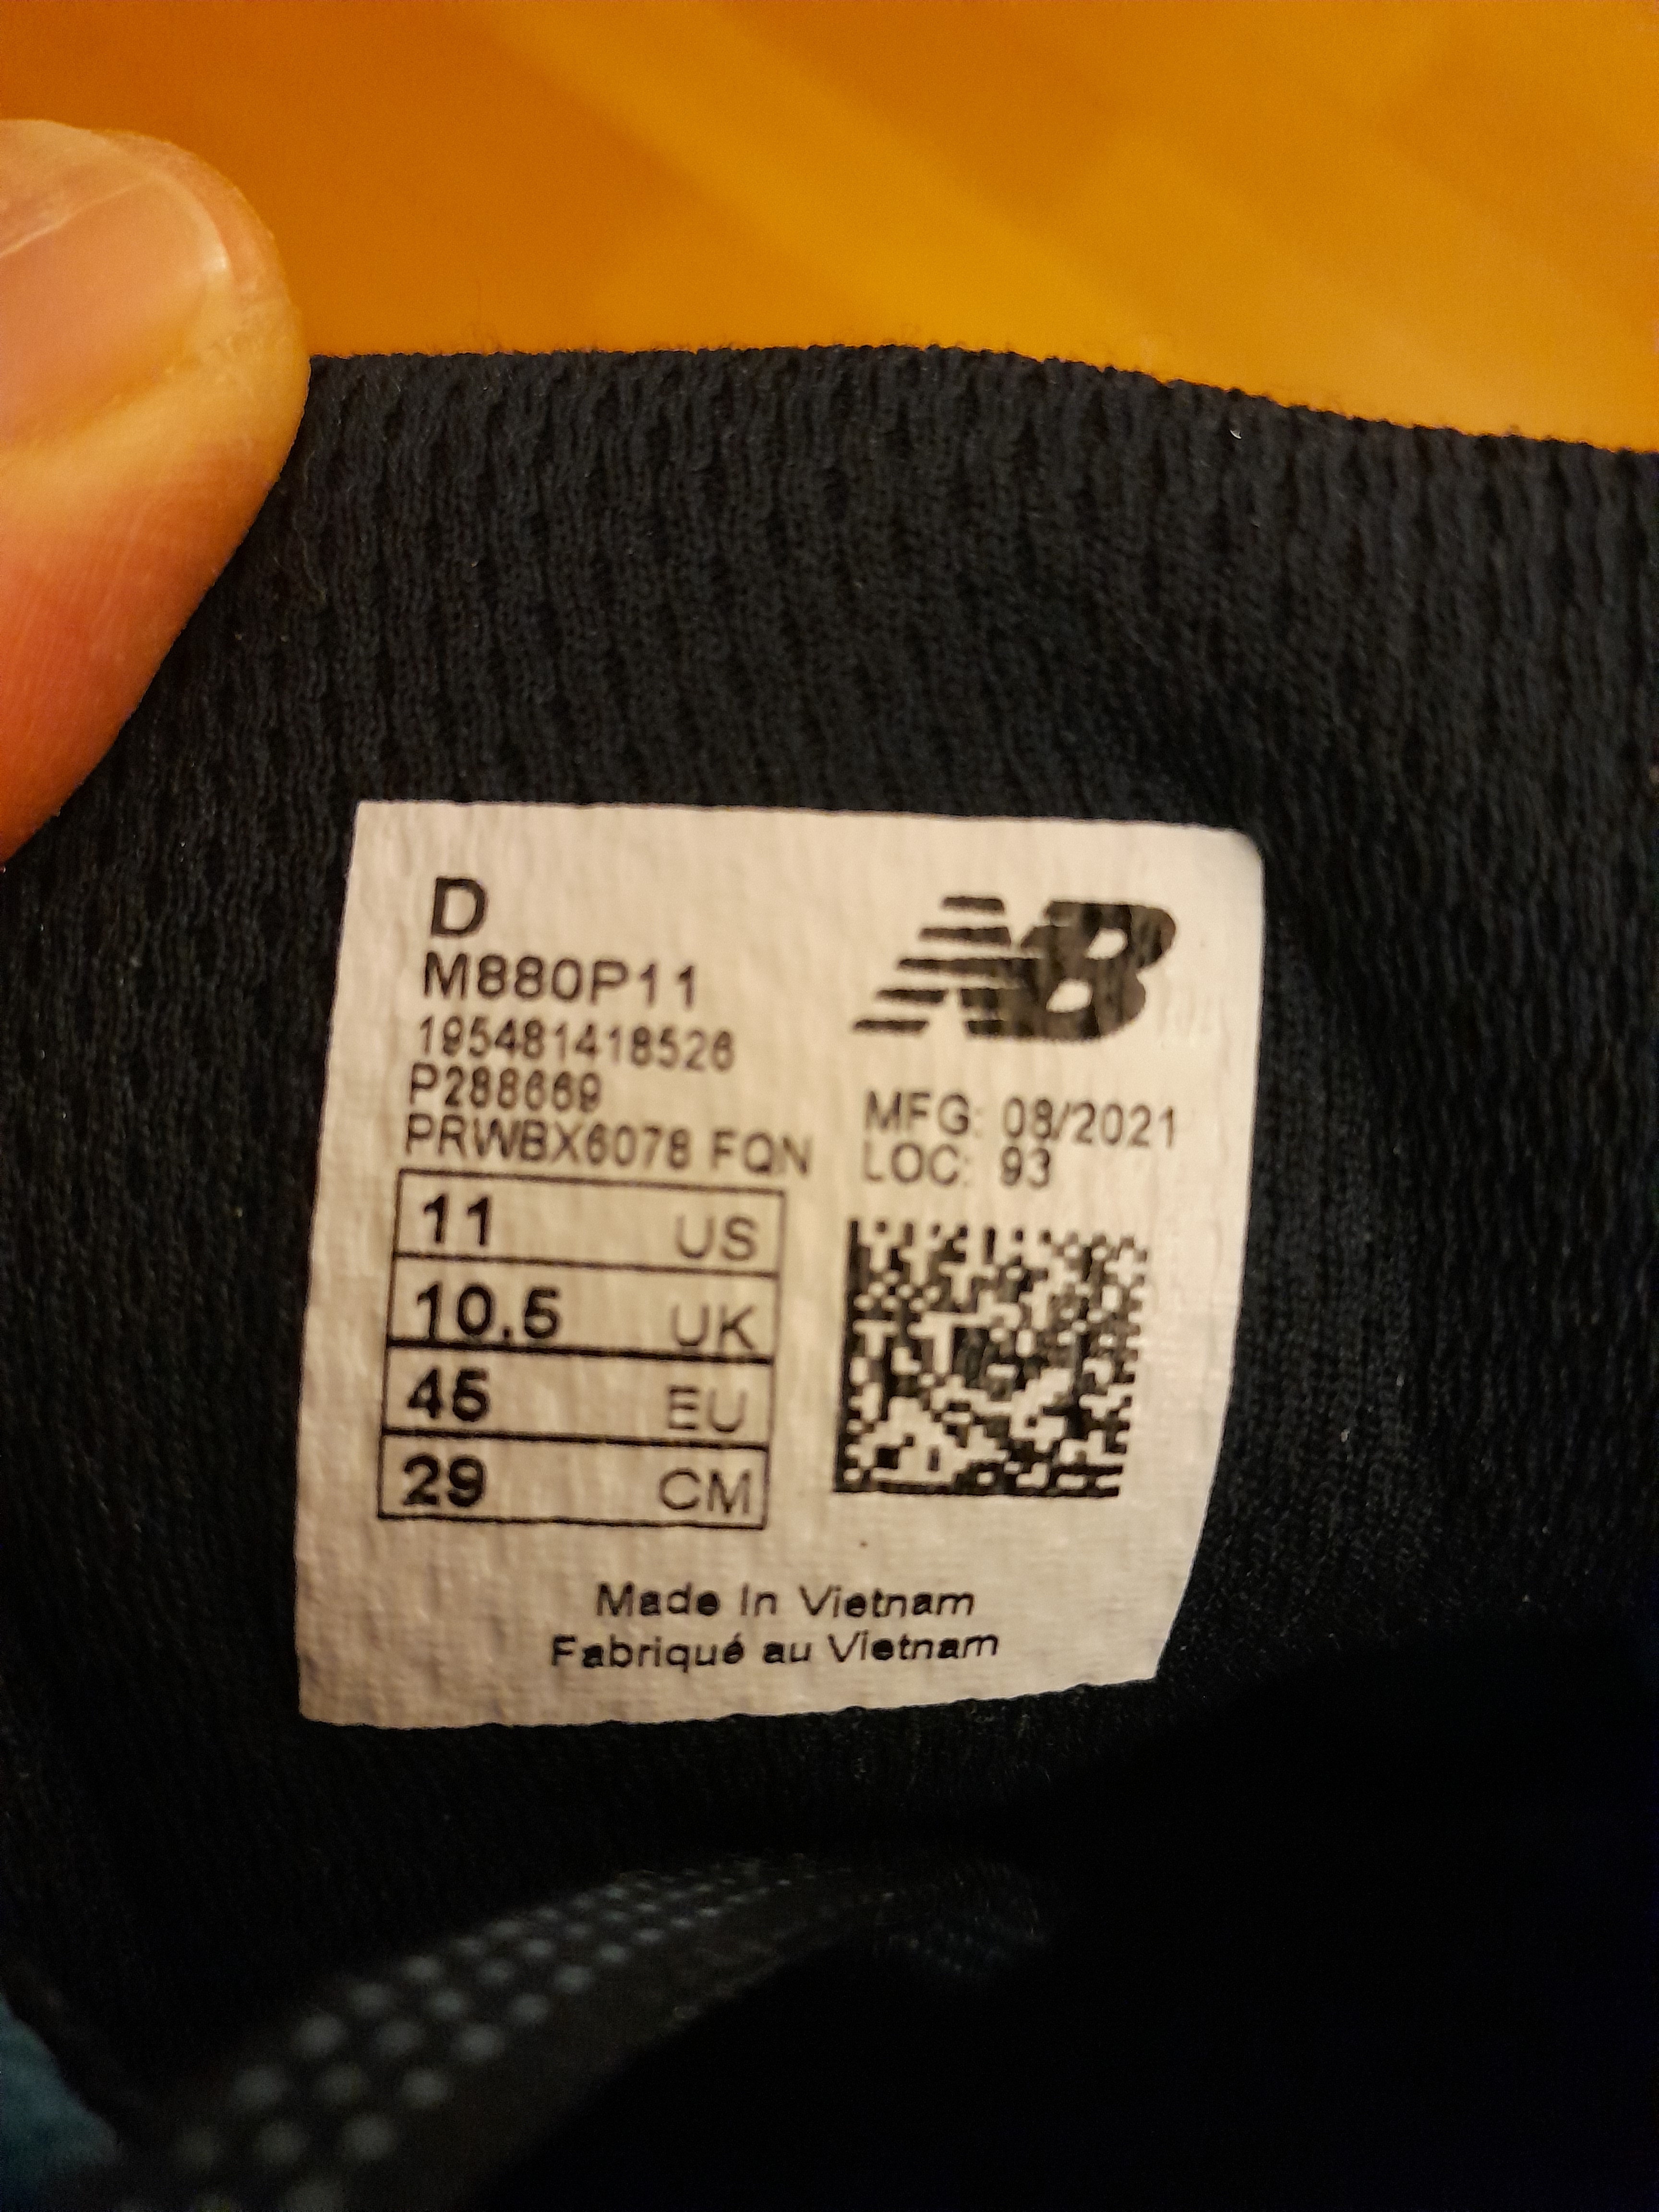 D
M880P11
195481418526
P288669
PRWBX6078 FQN
11 US
10.5 UK
45 EU
29 CM
NB
MFG: 08/2021
LOC: 93
Made In Vietnam
Fabriqué au Vietnam